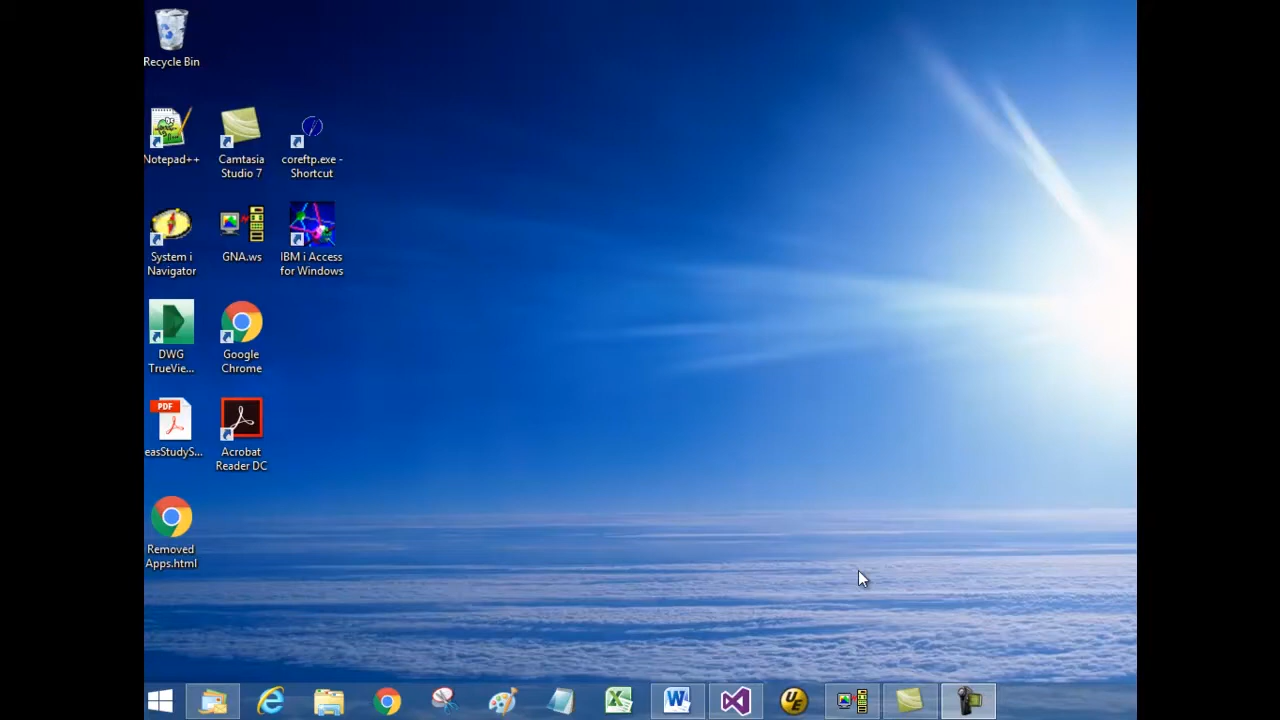 Recycle Bin
Notepad++
Camtasia
Studio 7
coreftp.exe -
Shortcut
System i
Navigator
GNA.ws
IBM i Access
for Windows
DWG
TrueVie...
Google
Chrome
PDF
easStudyS...
Acrobat
Reader DC
Removed
Apps.html